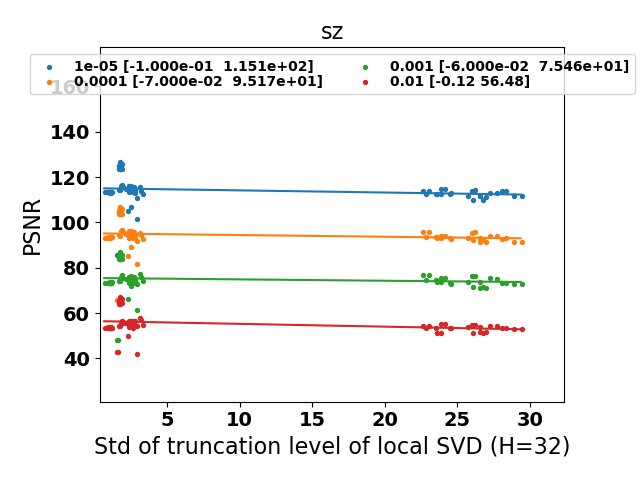 sz
1e-05 [-1.000e-01  1.151e+02]
0.0001 [-7.000e-02  9.517e+01]
0.001 [-6.000e-02  7.546e+01]
0.01 [-0.12 56.48]
160
140
120
100
80
60
40
PSNR
5 10 15 20 25 30
Std of truncation level of local SVD (H=32)